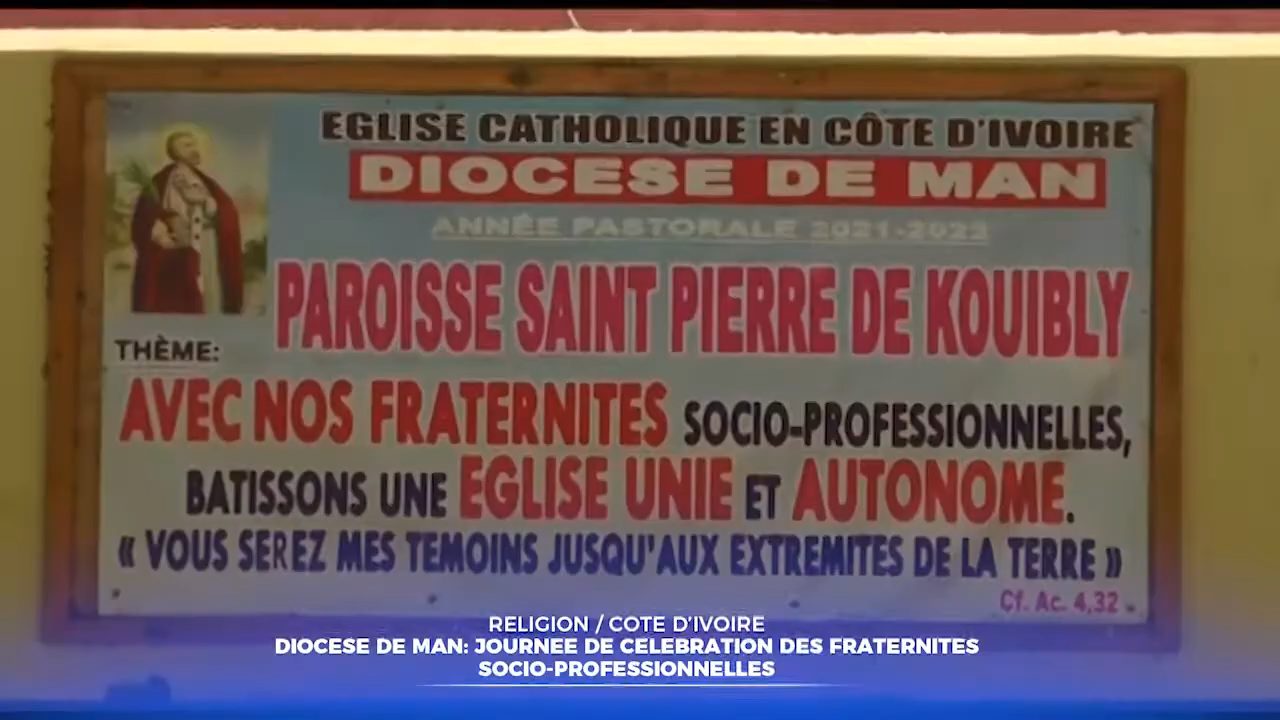 EGLISE CATHOLIQUE EN CÔTE D'IVOIRE
DIOCESE DE MAN
ANNÉE PASTORALE 2021-2022
PAROISSE SAINT PIERRE DE KOUIBLY
THÈME:
AVEC NOS FRATERNITES SOCIO-PROFESSIONNELLES,
BATISSONS UNE EGLISE UNIE ET AUTONOME.
« VOUS SEREZ MES TEMOINS JUSQU'AUX EXTREMITES DE LA TERRE »
Cf. Ac. 4,32
RELIGION / COTE D'IVOIRE
DIOCESE DE MAN: JOURNEE DE CELEBRATION DES FRATERNITES
SOCIO-PROFESSIONNELLES